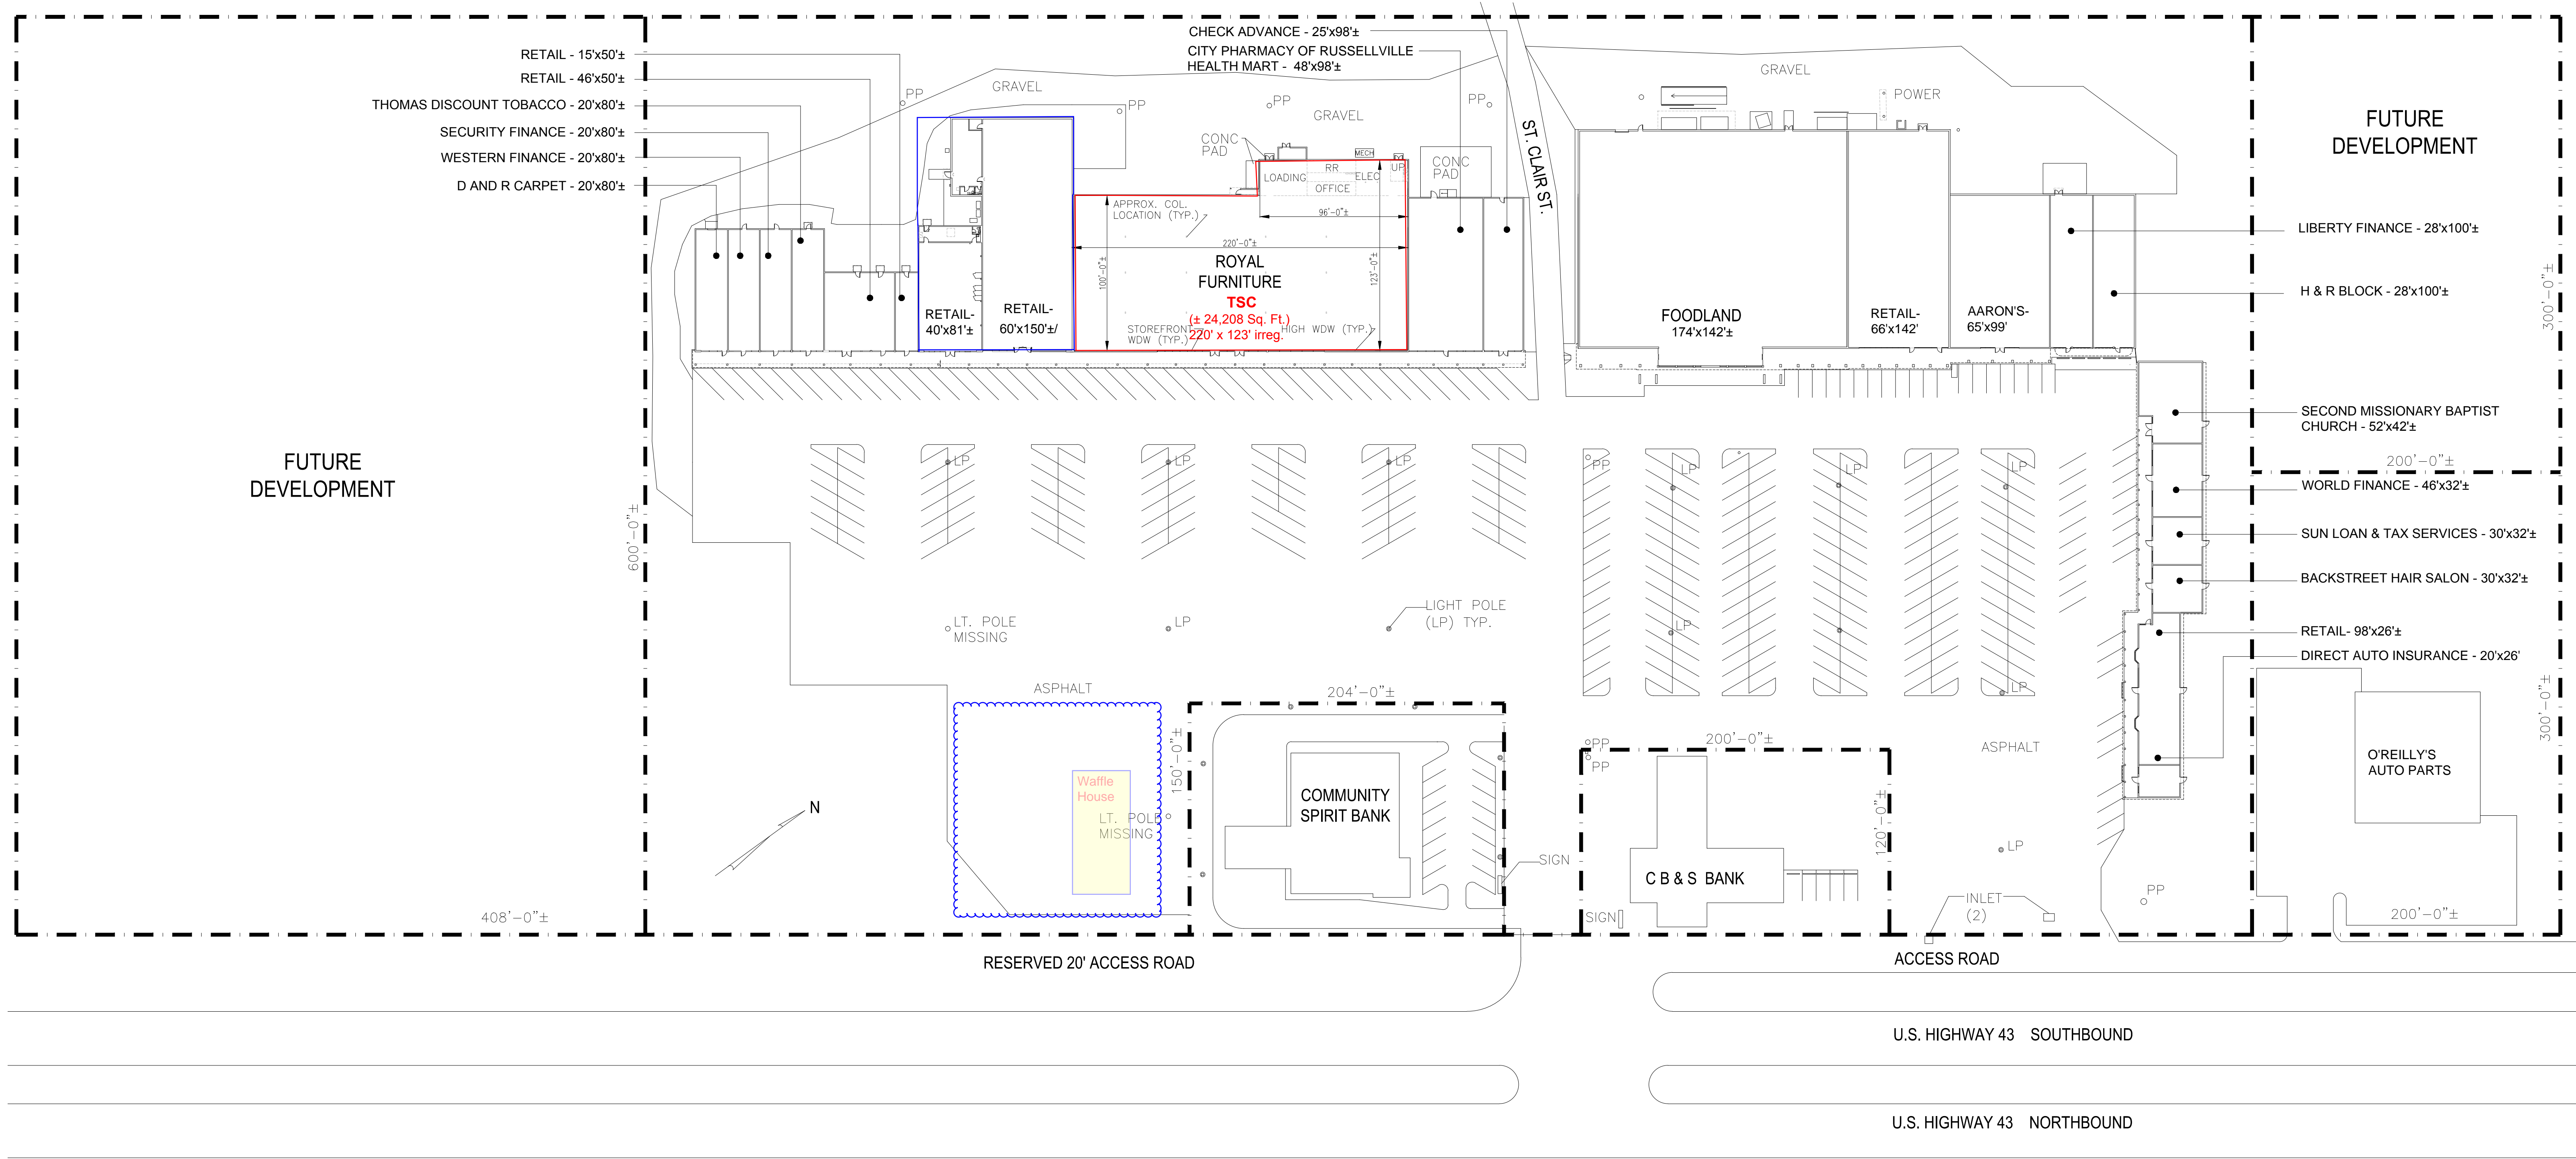 RETAIL - 15'x50'±
RETAIL - 46'x50'±
THOMAS DISCOUNT TOBACCO - 20'x80'±
SECURITY FINANCE - 20'x80'±
WESTERN FINANCE - 20'x80'±
D AND R CARPET - 20'x80'±
CHECK ADVANCE - 25'x98'±
CITY PHARMACY OF RUSSELLVILLE
HEALTH MART - 48'x98'±
GRAVEL
PP
PP
PP
PP
GRAVEL
CONC
PAD
MECH
LOADING
RR
ELEC
UP
OFFICE
CONC
PAD
ST. CLAIR ST.
GRAVEL
POWER
FUTURE
DEVELOPMENT
APPROX. COL.
LOCATION (TYP.)
96'-0"±
220'-0"±
100'-0"±
123'-0"±
ROYAL
FURNITURE
TSC
(± 24,208 Sq. Ft.)
220' x 123' irreg.
STOREFRONT
WDW (TYP.)
HIGH WDW (TYP.)
RETAIL-
40'x81'±
RETAIL-
60'x150'±/
FOODLAND
174'x142'±
RETAIL-
66'x142'
AARON'S-
65'x99'
LIBERTY FINANCE - 28'x100'±
H & R BLOCK - 28'x100'±
300'-0"±
SECOND MISSIONARY BAPTIST
CHURCH - 52'x42'±
200'-0"±
WORLD FINANCE - 46'x32'±
SUN LOAN & TAX SERVICES - 30'x32'±
BACKSTREET HAIR SALON - 30'x32'±
RETAIL- 98'x26'±
DIRECT AUTO INSURANCE - 20'x26'
FUTURE
DEVELOPMENT
600'-0"±
408'-0"±
LP
LP
LP
PP
LP
LP
LP
LT. POLE
MISSING
LP
LIGHT POLE
(LP) TYP.
LP
LP
ASPHALT
204'-0"±
150'-0"±
Waffle
House
LT. POLE
MISSING
N
COMMUNITY
SPIRIT BANK
SIGN
PP
PP
200'-0"±
120'-0"±
C B & S BANK
SIGN
ASPHALT
LP
INLET
(2)
PP
O'REILLY'S
AUTO PARTS
300'-0"±
200'-0"±
RESERVED 20' ACCESS ROAD
ACCESS ROAD
U.S. HIGHWAY 43 SOUTHBOUND
U.S. HIGHWAY 43 NORTHBOUND